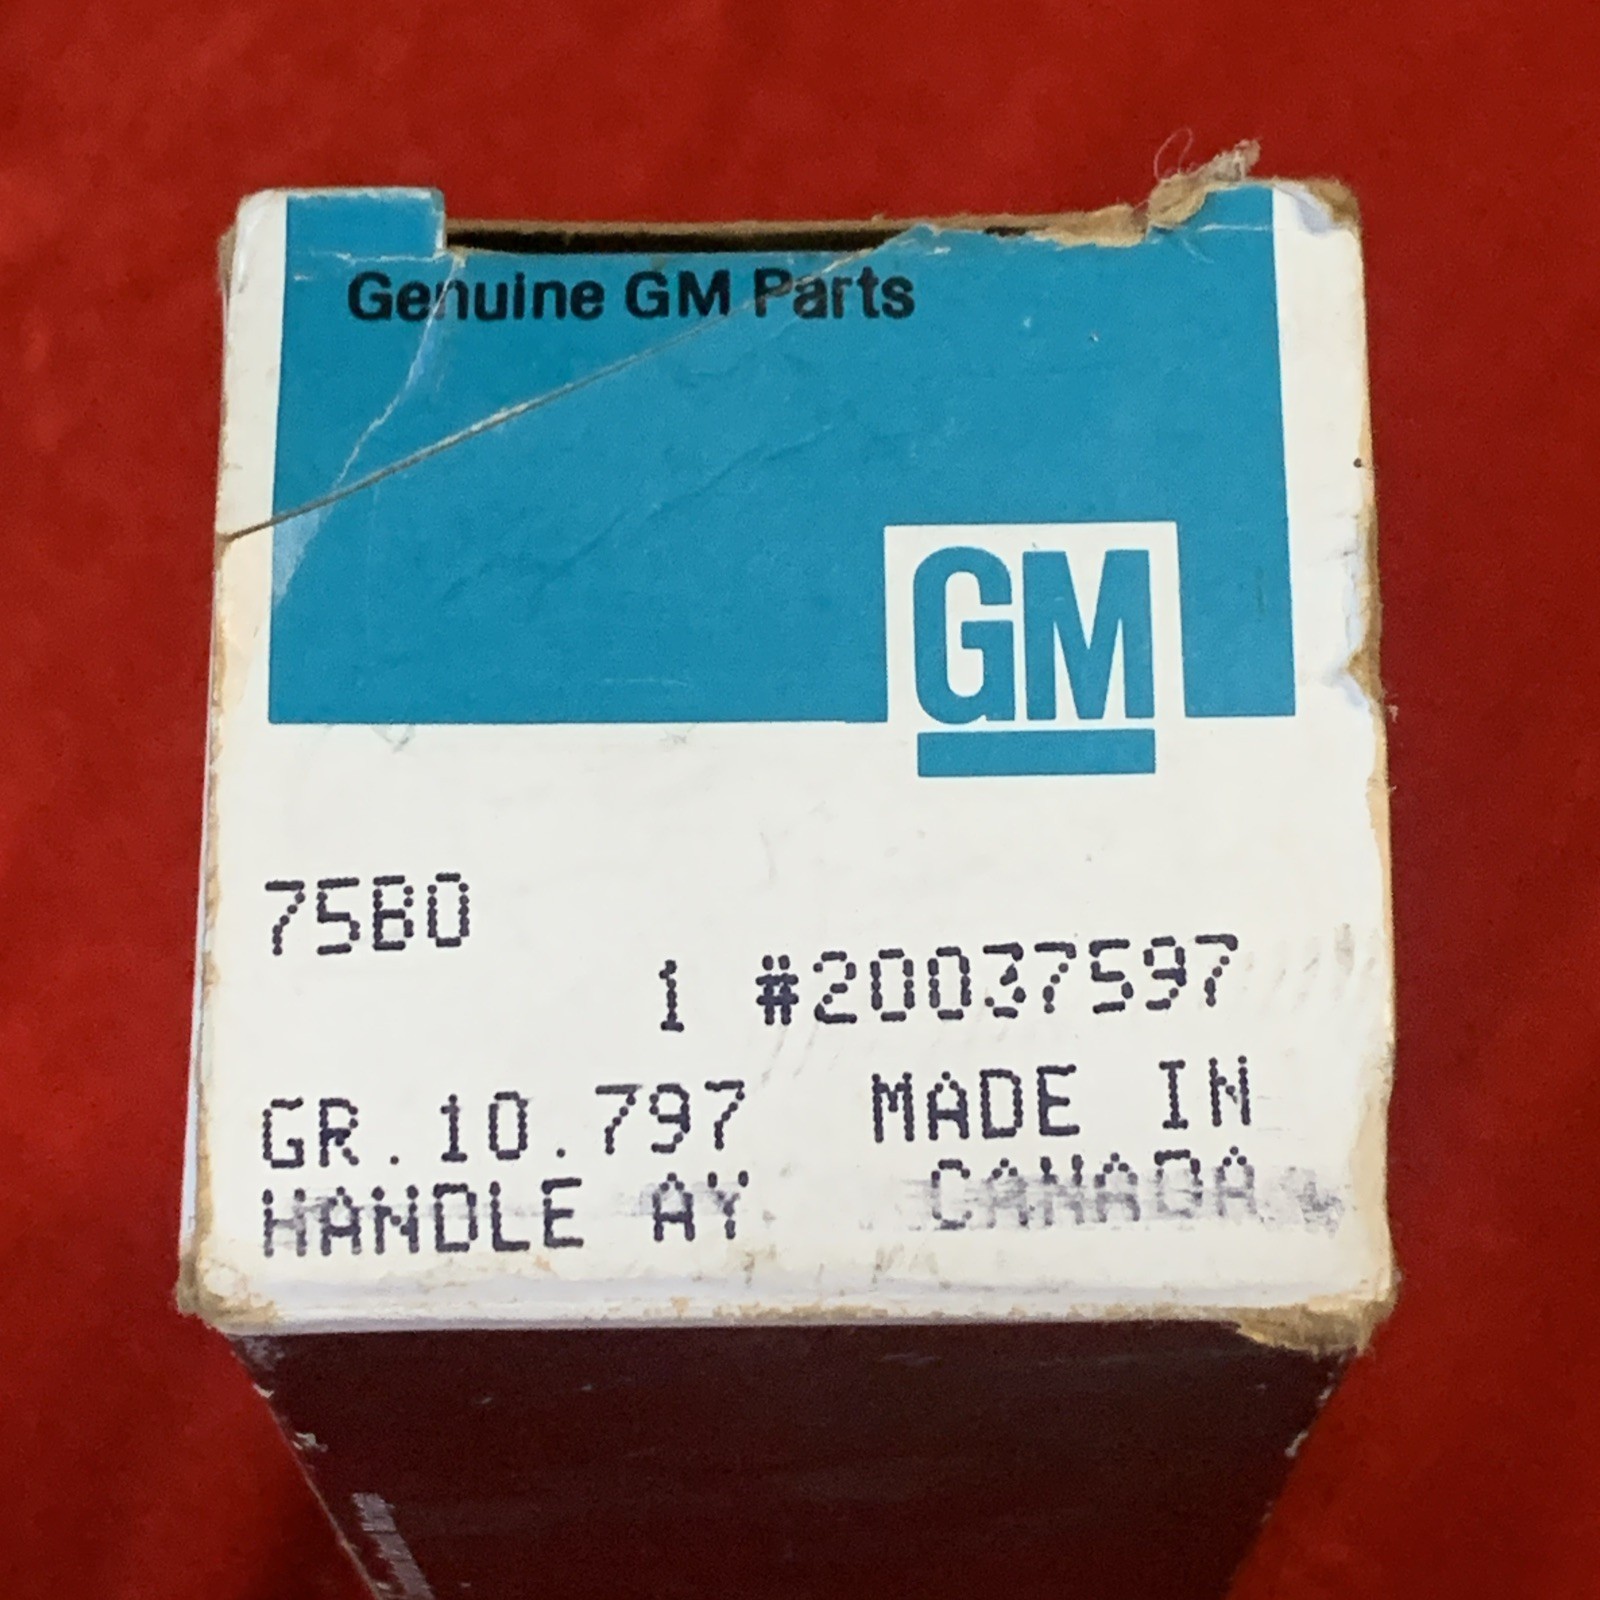 Genuine GM Parts
GM
75B0
1 #20037597
GR.10.797 MADE IN
HANDLE AY CANADA